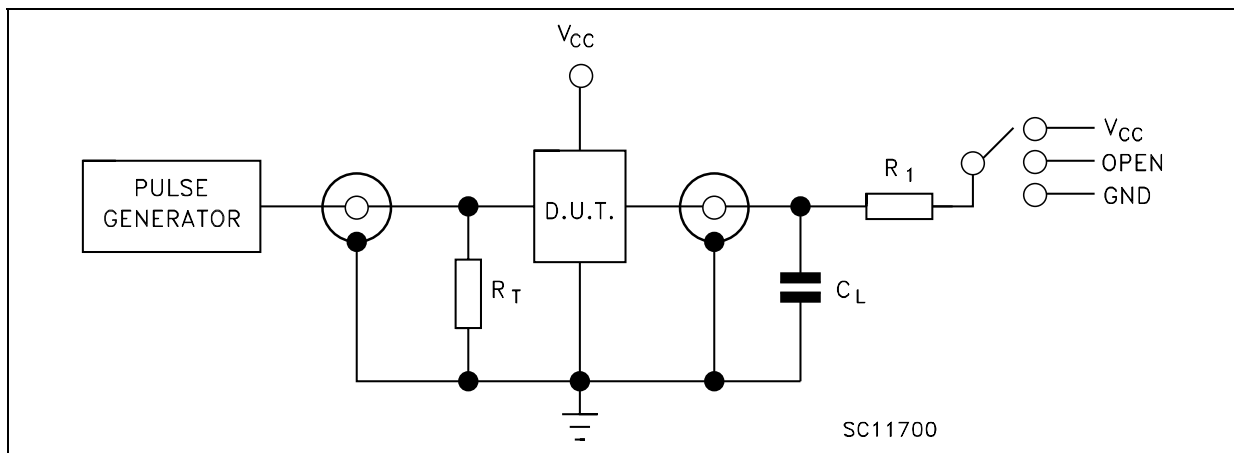 VCC
PULSE
GENERATOR
RT
D.U.T.
CL
R1
VCC
OPEN
GND
SC11700